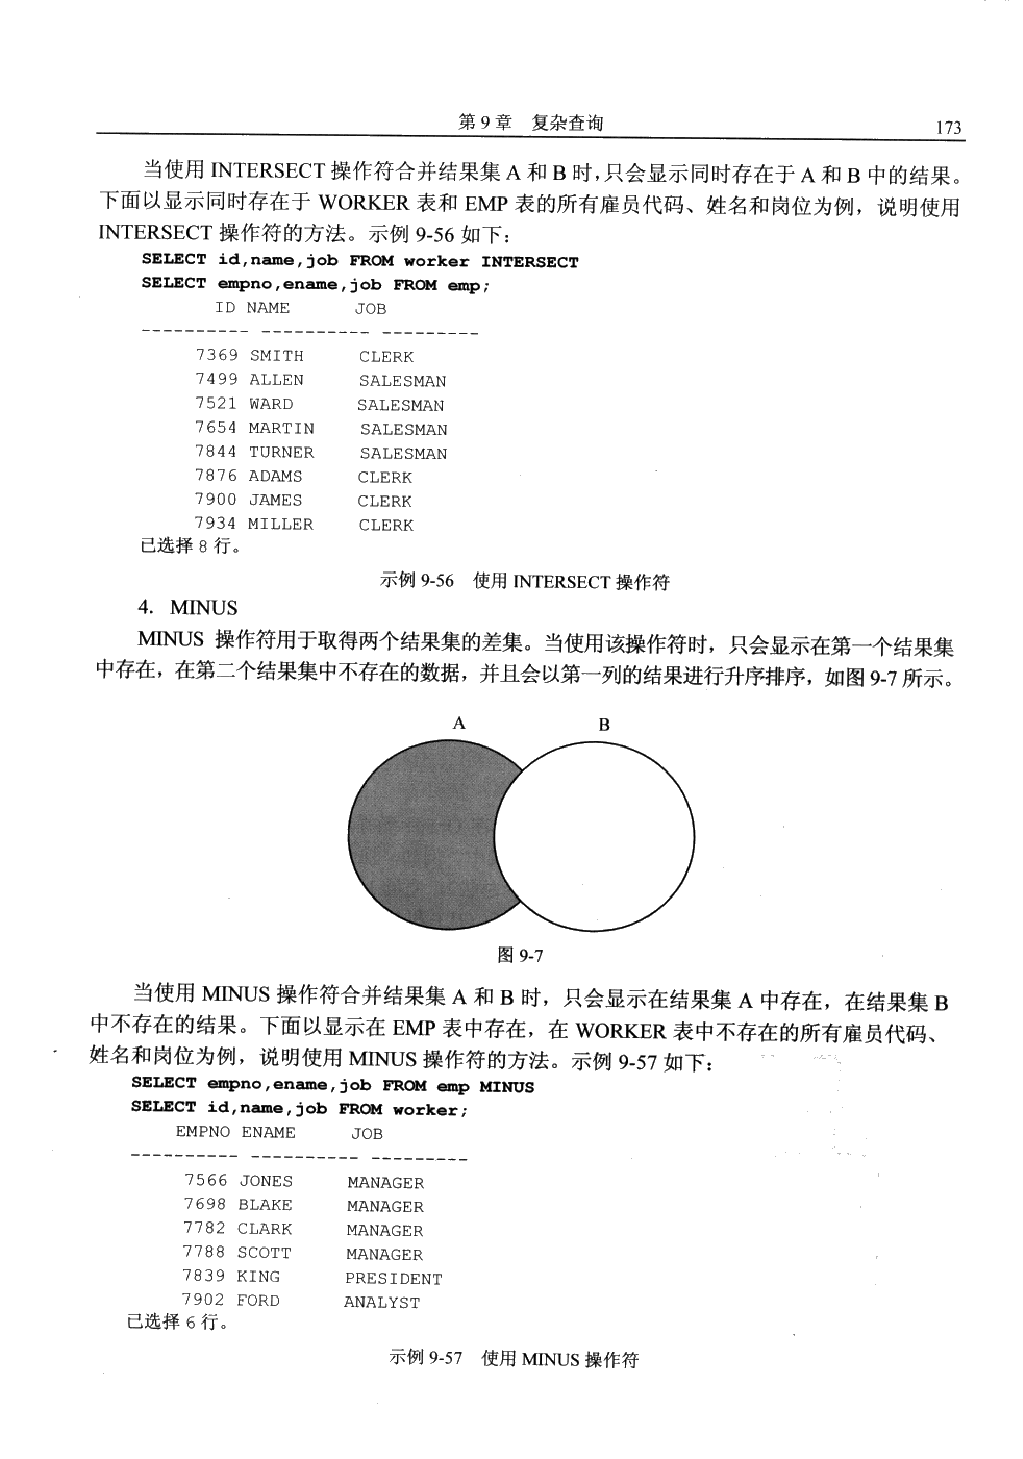 第 9 章　复杂查询
173
当使用 INTERSECT 操作符合并结果集 A 和 B 时,只会显示同时存在于 A 和 B 中的结果。
下面以显示同时存在于 WORKER 表和 EMP 表的所有雇员代码、姓名和岗位为例，说明使用
INTERSECT 操作符的方法。示例 9-56 如下：
SELECT id,name,job FROM worker INTERSECT
SELECT empno,ename,job FROM emp;
ID NAME JOB
---------- ---------- ---------
7369 SMITH CLERK
7499 ALLEN SALESMAN
7521 WARD SALESMAN
7654 MARTIN SALESMAN
7844 TURNER SALESMAN
7876 ADAMS CLERK
7900 JAMES CLERK
7934 MILLER CLERK
已选择 8 行。
示例 9-56　使用 INTERSECT 操作符
4．MINUS
MINUS 操作符用于取得两个结果集的差集。当使用该操作符时，只会显示在第一个结果集
中存在，在第二个结果集中不存在的数据，并且会以第一列的结果进行升序排序，如图 9-7 所示。
A B
图 9-7
当使用 MINUS 操作符合并结果集 A 和 B 时，只会显示在结果集 A 中存在，在结果集 B
中不存在的结果。下面以显示在 EMP 表中存在，在 WORKER 表中不存在的所有雇员代码、
姓名和岗位为例，说明使用 MINUS 操作符的方法。示例 9-57 如下：
SELECT empno,ename,job FROM emp MINUS
SELECT id,name,job FROM worker;
EMPNO ENAME JOB
---------- ---------- ---------
7566 JONES MANAGER
7698 BLAKE MANAGER
7782 CLARK MANAGER
7788 SCOTT MANAGER
7839 KING PRESIDENT
7902 FORD ANALYST
已选择 6 行。
示例 9-57　使用 MINUS 操作符